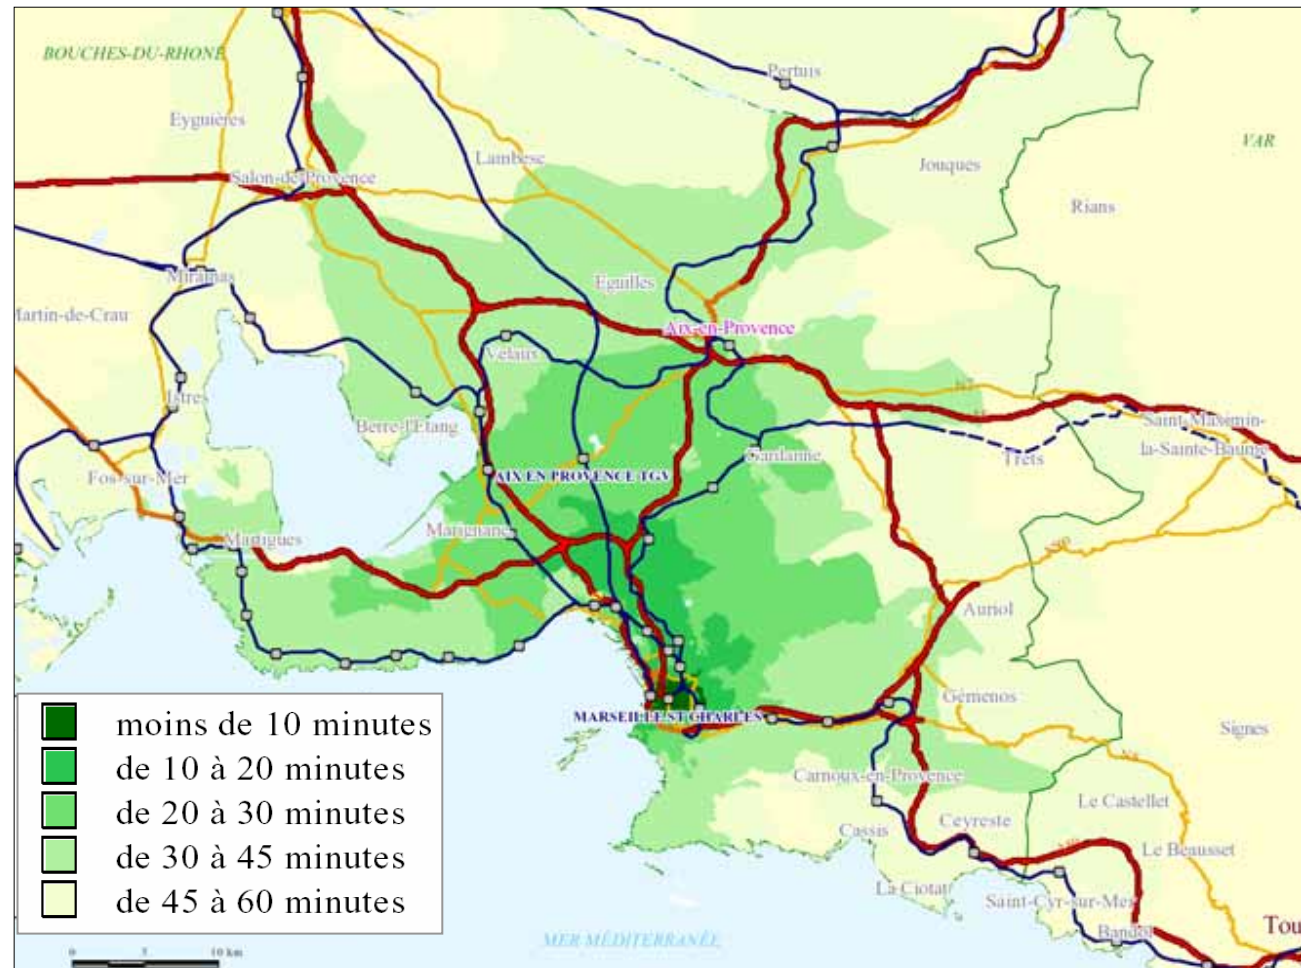 BOUCHES-DU-RHONE
Pertuis
Eyguières
VAR
Lambesc
Jouques
Salon-de-Provence
Rians
Miramas
Eguilles
Martin-de-Crau
Aix-en-Provence
Velaux
N7
Istres
Berre-l'Etang
Saint-Maximin-
la-Sainte-Baume
Gardanne
Trets
Fos-sur-Mer
AIX EN PROVENCE TGV
Marignane
Martigues
Auriol
Gémenos
moins de 10 minutes
MARSEILLE ST CHARLES
Signes
N8
de 10 à 20 minutes
Carnoux-en-Provence
Le Castellet
de 20 à 30 minutes
Cassis
Ceyreste
Le Beausset
de 30 à 45 minutes
La Ciotat
Saint-Cyr-sur-Mer
de 45 à 60 minutes
Bandol
Tou
MER MÉDITERRANÉE
0 5 10 km